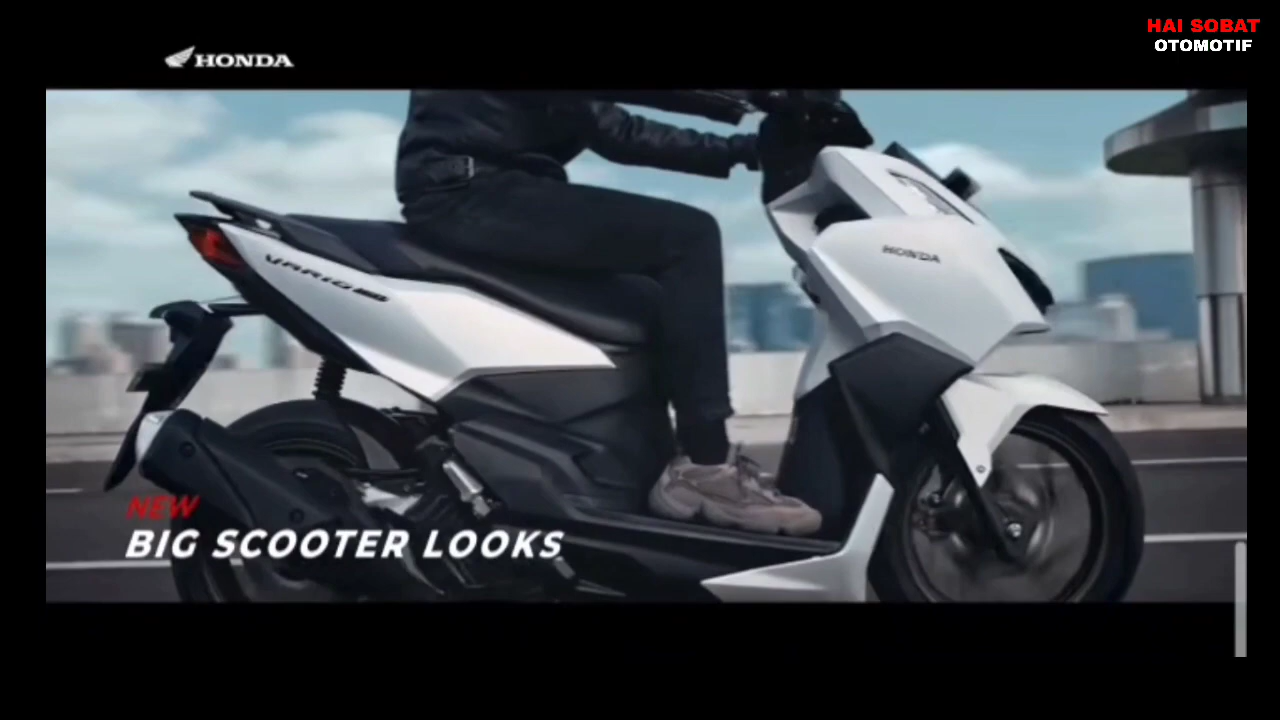 HAI SOBAT
OTOMOTIF
HONDA
HONDA
VARIO
NEW
BIG SCOOTER LOOKS